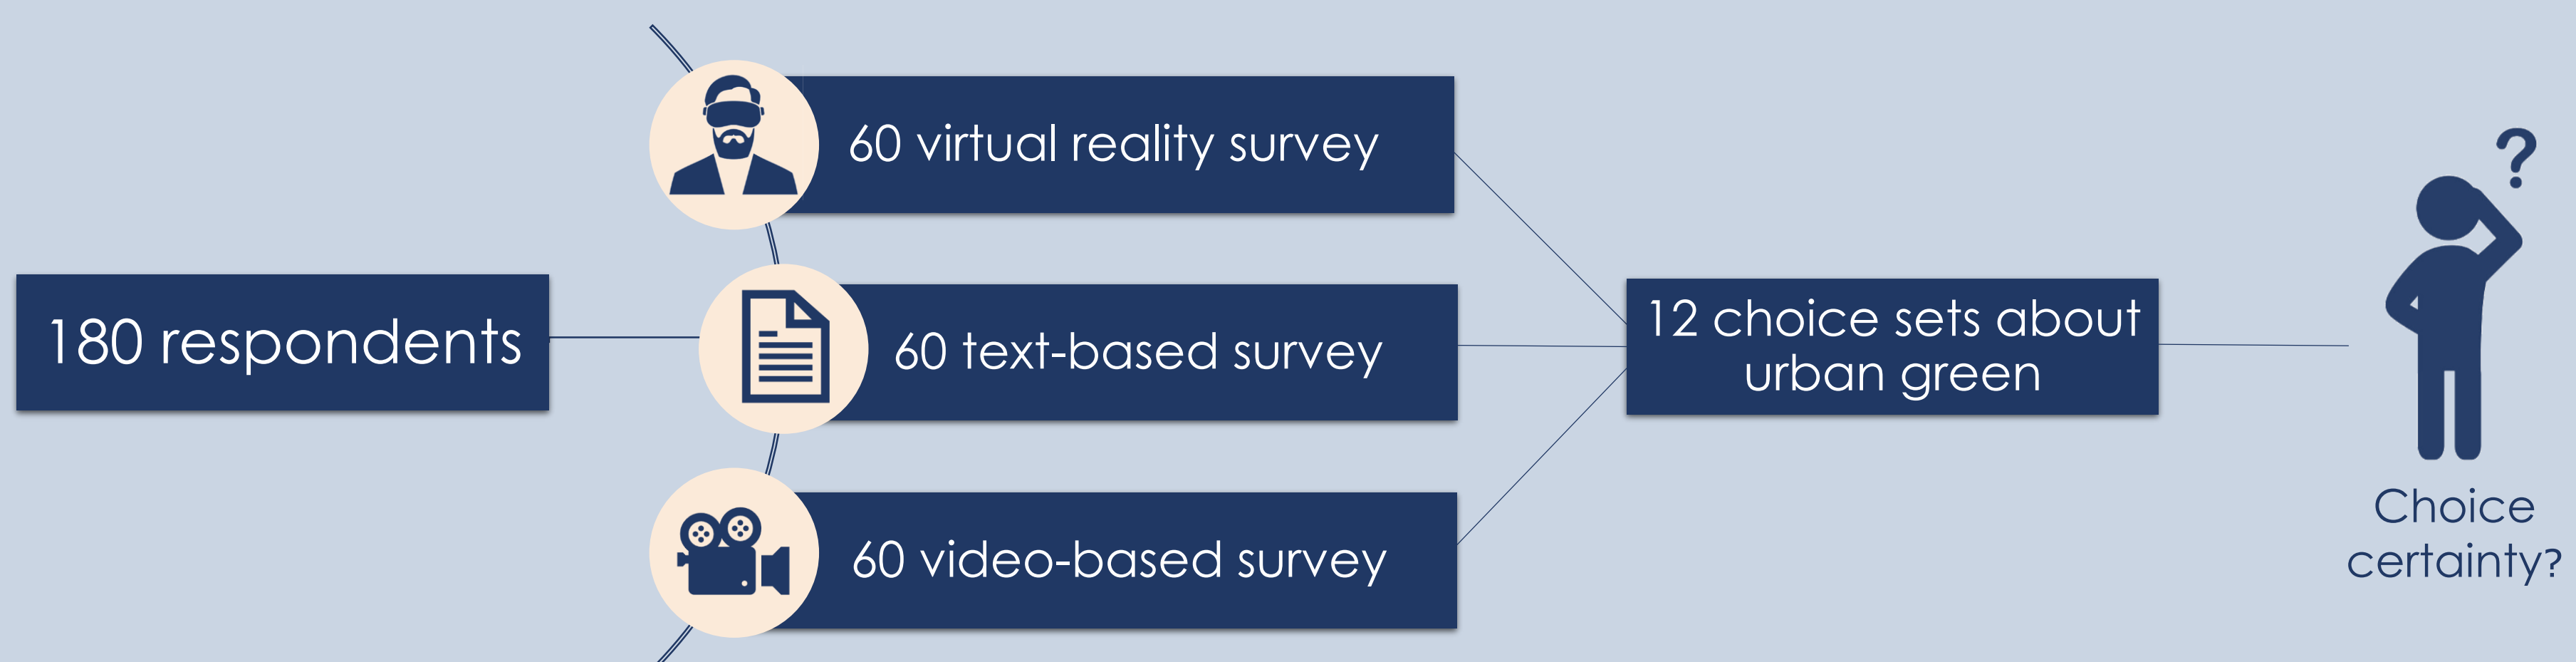 180 respondents
60 virtual reality survey
60 text-based survey
60 video-based survey
12 choice sets about
urban green
?
Choice
certainty?